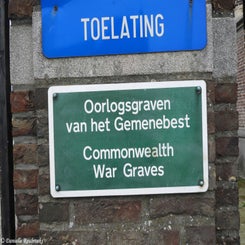 TOELATING
Oorlogsgraven
van het Gemenebest
Commonwealth
War Graves